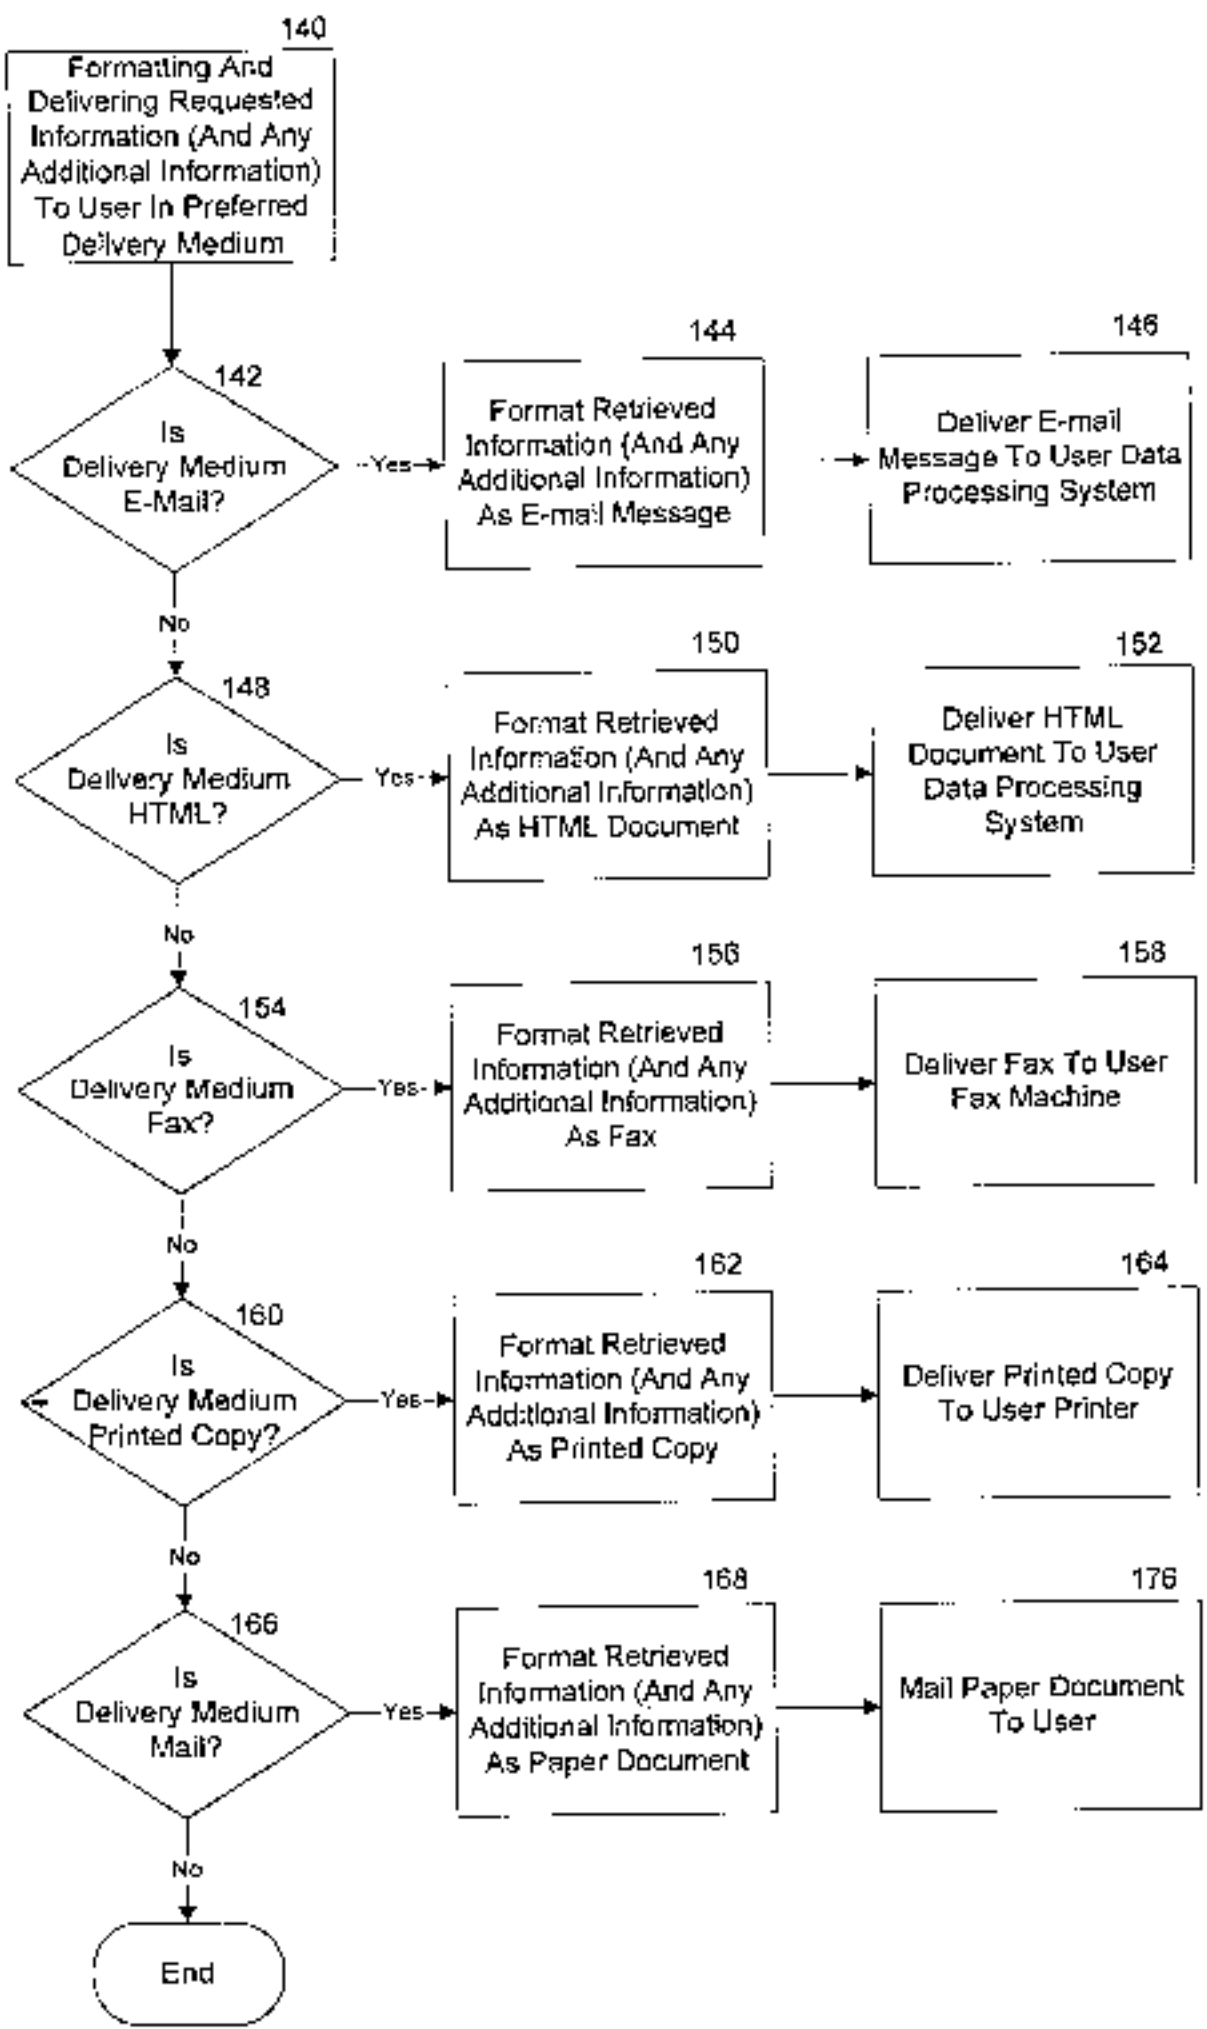 140
Formatting And
Delivering Requested
Information (And Any
Additional Information)
To User In Preferred
Delivery Medium
142
Is
Delivery Medium
E-Mail?
Yes
144
Format Retrieved
Information (And Any
Additional Information)
As E-mail Message
146
Deliver E-mail
Message To User Data
Processing System
No
148
Is
Delivery Medium
HTML?
Yes
150
Format Retrieved
Information (And Any
Additional Information)
As HTML Document
152
Deliver HTML
Document To User
Data Processing
System
No
154
Is
Delivery Medium
Fax?
Yes
156
Format Retrieved
Information (And Any
Additional Information)
As Fax
158
Deliver Fax To User
Fax Machine
No
160
Is
Delivery Medium
Printed Copy?
Yes
162
Format Retrieved
Information (And Any
Additional Information)
As Printed Copy
164
Deliver Printed Copy
To User Printer
No
166
Is
Delivery Medium
Mail?
Yes
168
Format Retrieved
Information (And Any
Additional Information)
As Paper Document
176
Mail Paper Document
To User
No
End